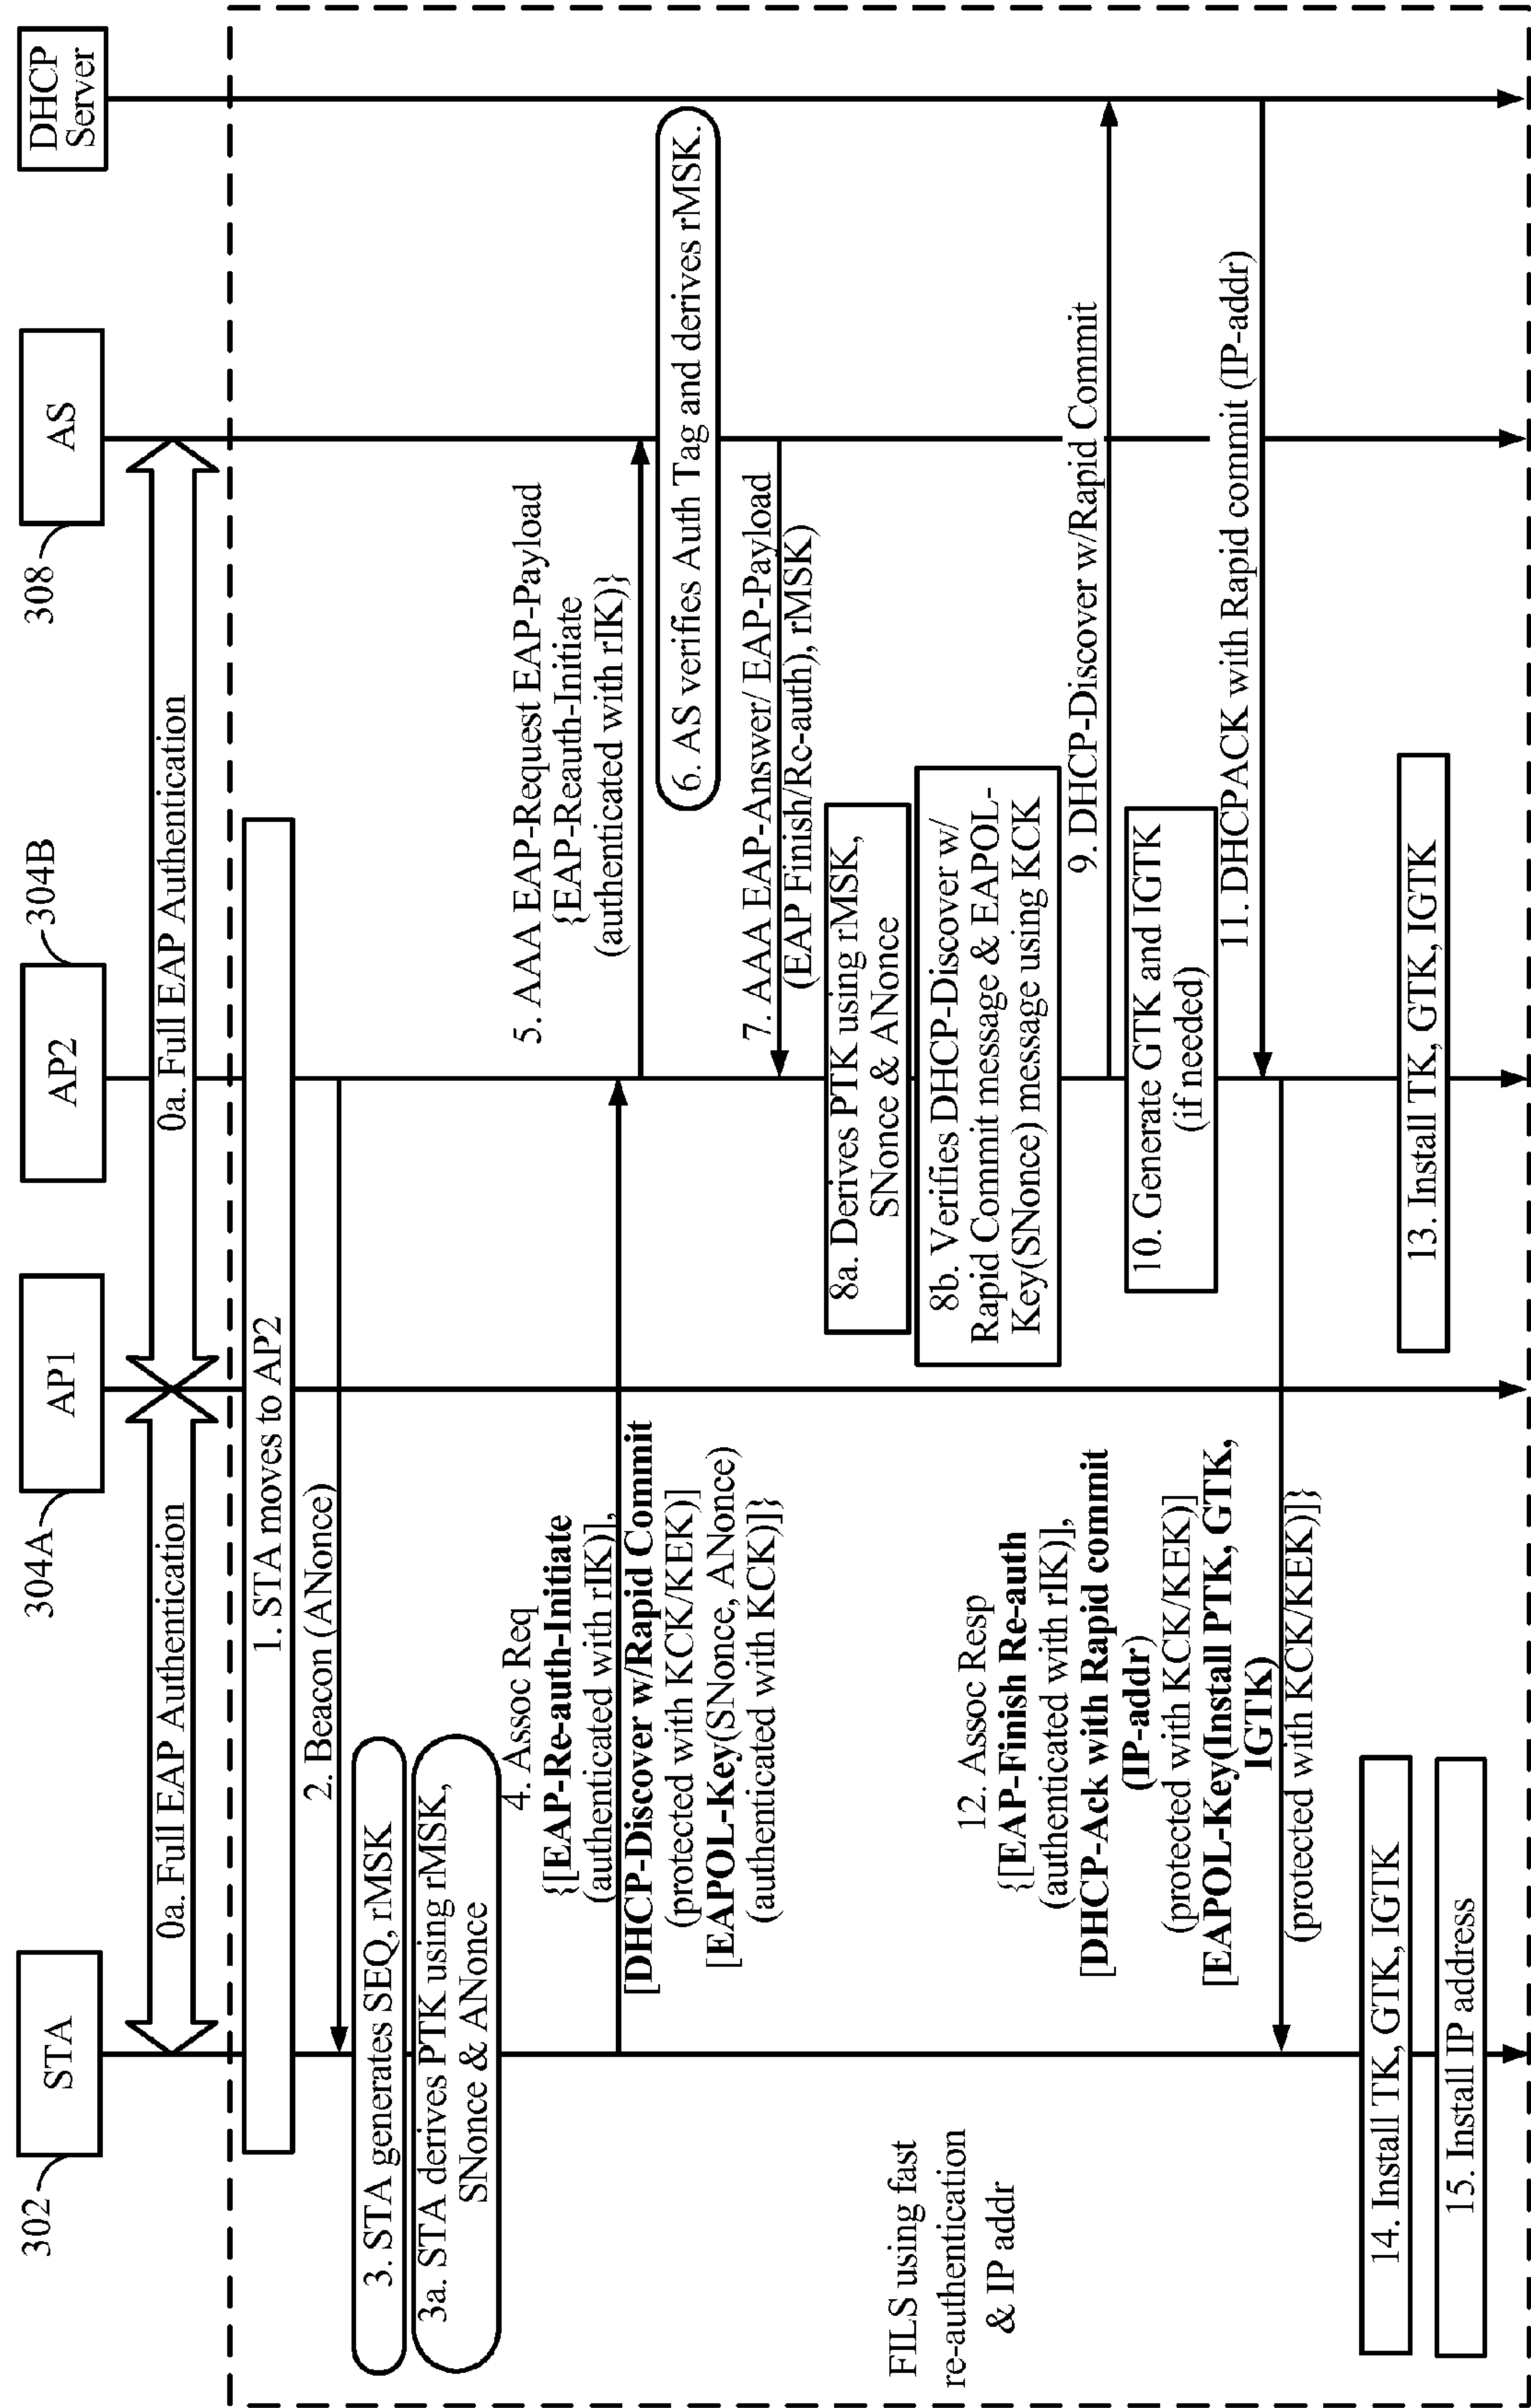 302
STA
304A
AP1
AP2
304B
308
AS
DHCP
Server
0a. Full EAP Authentication
0a. Full EAP Authentication
1. STA moves to AP2
2. Beacon (ANonce)
3. STA generates SEQ, rMSK
3a. STA derives PTK using rMSK,
SNonce & ANonce
4. Assoc Req
{[EAP-Re-auth-Initiate
(authenticated with rIK)],
[DHCP-Discover w/Rapid Commit
(protected with KCK/KEK)]
[EAPOL-Key(SNonce, ANonce)
(authenticated with KCK)]}
5. AAA EAP-Request EAP-Payload
{EAP-Reauth-Initiate
(authenticated with rIK)}
6. AS verifies Auth Tag and derives rMSK.
7. AAA EAP-Answer/ EAP-Payload
(EAP Finish/Re-auth), rMSK)
8a. Derives PTK using rMSK,
SNonce & ANonce
8b. Verifies DHCP-Discover w/
Rapid Commit message & EAPOL-
Key(SNonce) message using KCK
9. DHCP-Discover w/Rapid Commit
10. Generate GTK and IGTK
(if needed)
11. DHCPACK with Rapid commit (IP-addr)
FILS using fast
re-authentication
& IP addr
12. Assoc Resp
{[EAP-Finish Re-auth
(authenticated with rIK)],
[DHCP-Ack with Rapid commit
(IP-addr)
(protected with KCK/KEK)]
[EAPOL-Key(Install PTK, GTK,
IGTK)
(protected with KCK/KEK)]}
13. Install TK, GTK, IGTK
14. Install TK, GTK, IGTK
15. Install IP address